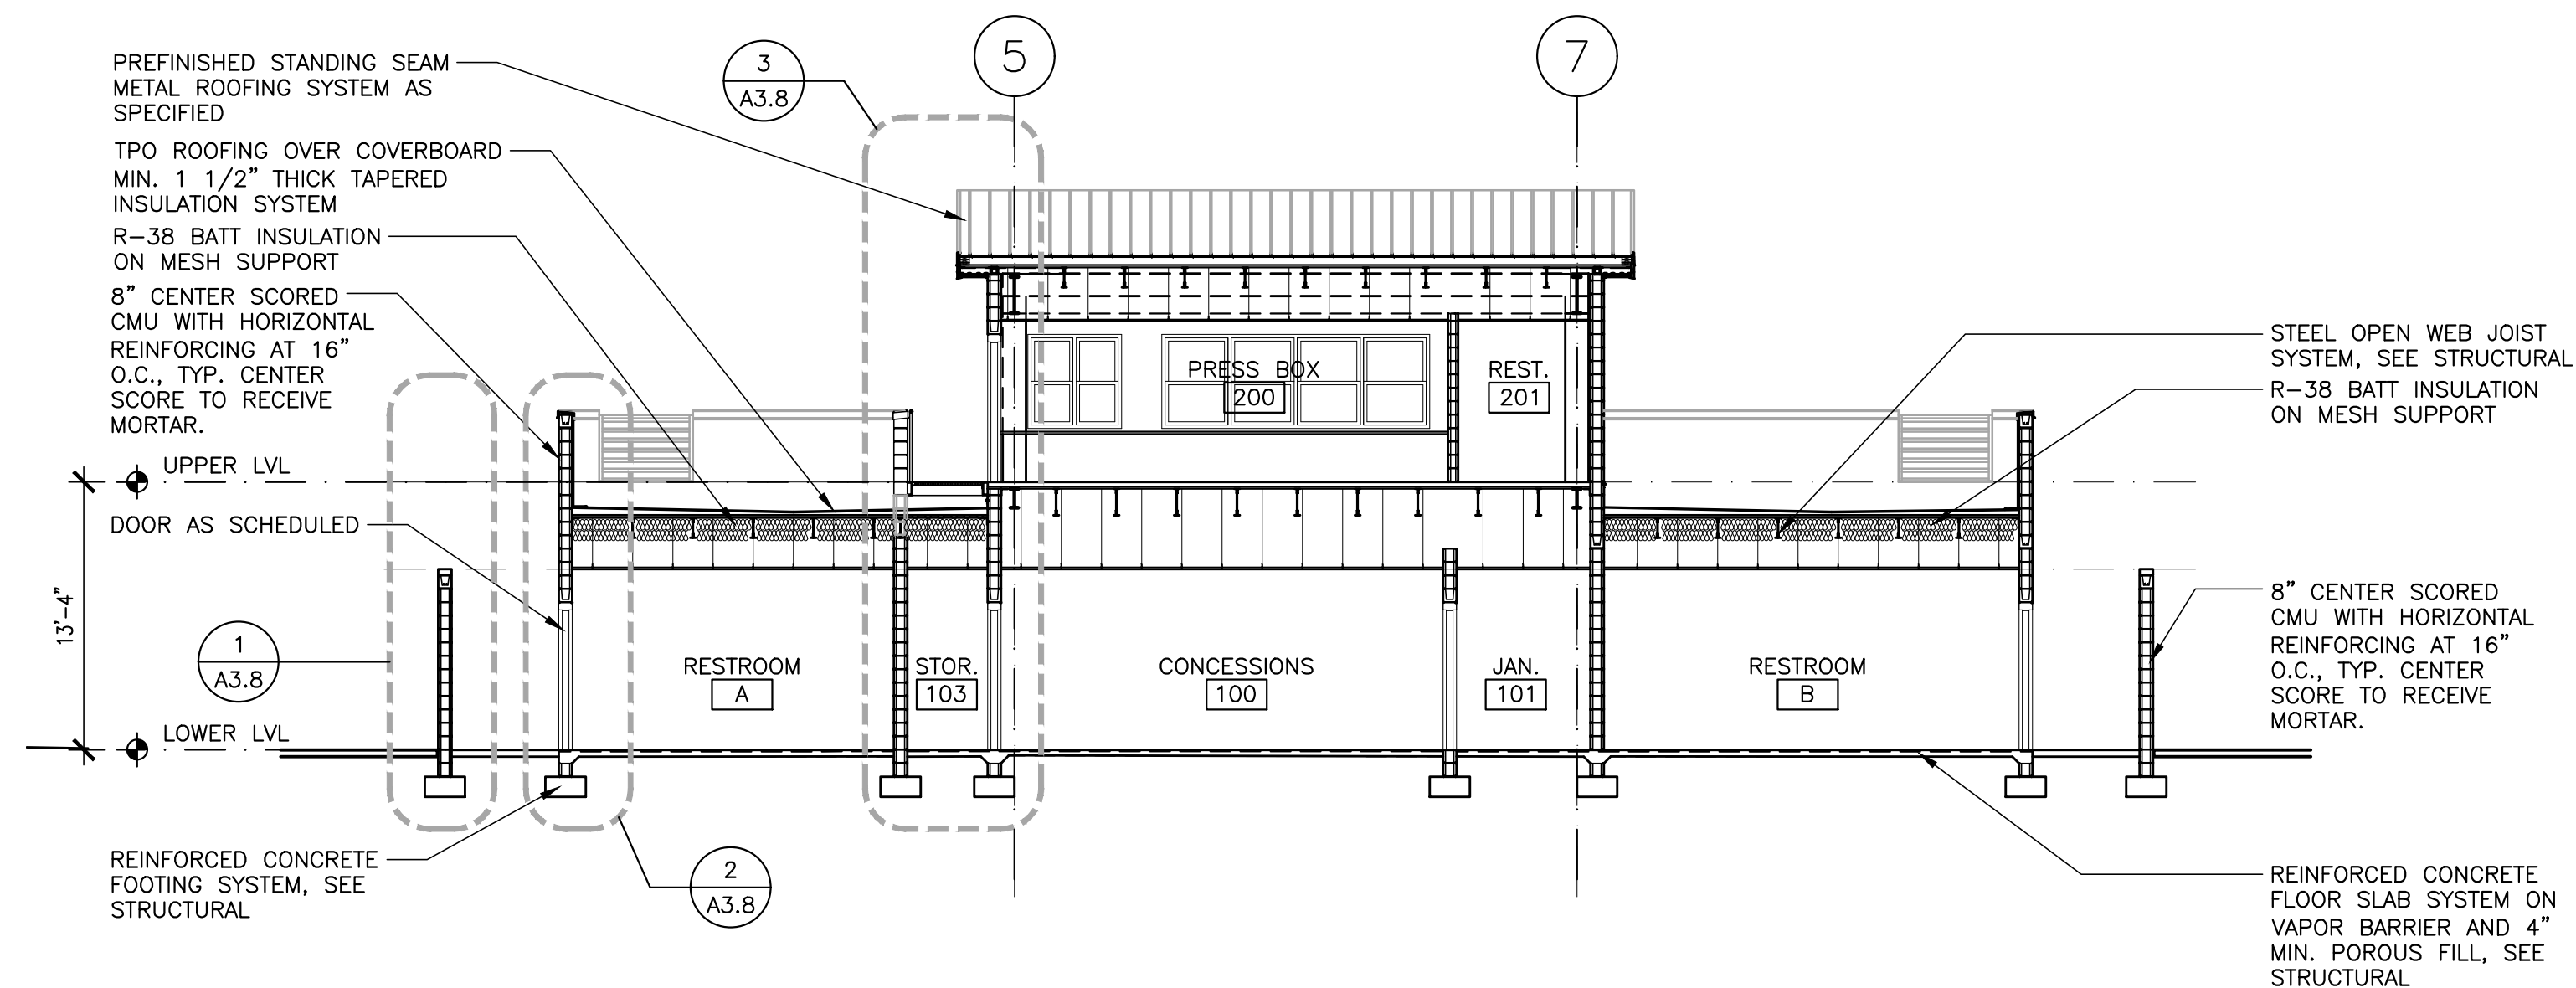 5
7
3
A3.8
PREFINISHED STANDING SEAM
METAL ROOFING SYSTEM AS
SPECIFIED
TPO ROOFING OVER COVERBOARD
MIN. 1 1/2" THICK TAPERED
INSULATION SYSTEM
R-38 BATT INSULATION
ON MESH SUPPORT
8" CENTER SCORED
CMU WITH HORIZONTAL
REINFORCING AT 16"
O.C., TYP. CENTER
SCORE TO RECEIVE
MORTAR.
UPPER LVL
DOOR AS SCHEDULED
13'-4"
1
A3.8
LOWER LVL
REINFORCED CONCRETE
FOOTING SYSTEM, SEE
STRUCTURAL
2
A3.8
PRESS BOX
200
REST.
201
RESTROOM
A
STOR.
103
CONCESSIONS
100
JAN.
101
RESTROOM
B
STEEL OPEN WEB JOIST
SYSTEM, SEE STRUCTURAL
R-38 BATT INSULATION
ON MESH SUPPORT
8" CENTER SCORED
CMU WITH HORIZONTAL
REINFORCING AT 16"
O.C., TYP. CENTER
SCORE TO RECEIVE
MORTAR.
REINFORCED CONCRETE
FLOOR SLAB SYSTEM ON
VAPOR BARRIER AND 4"
MIN. POROUS FILL, SEE
STRUCTURAL